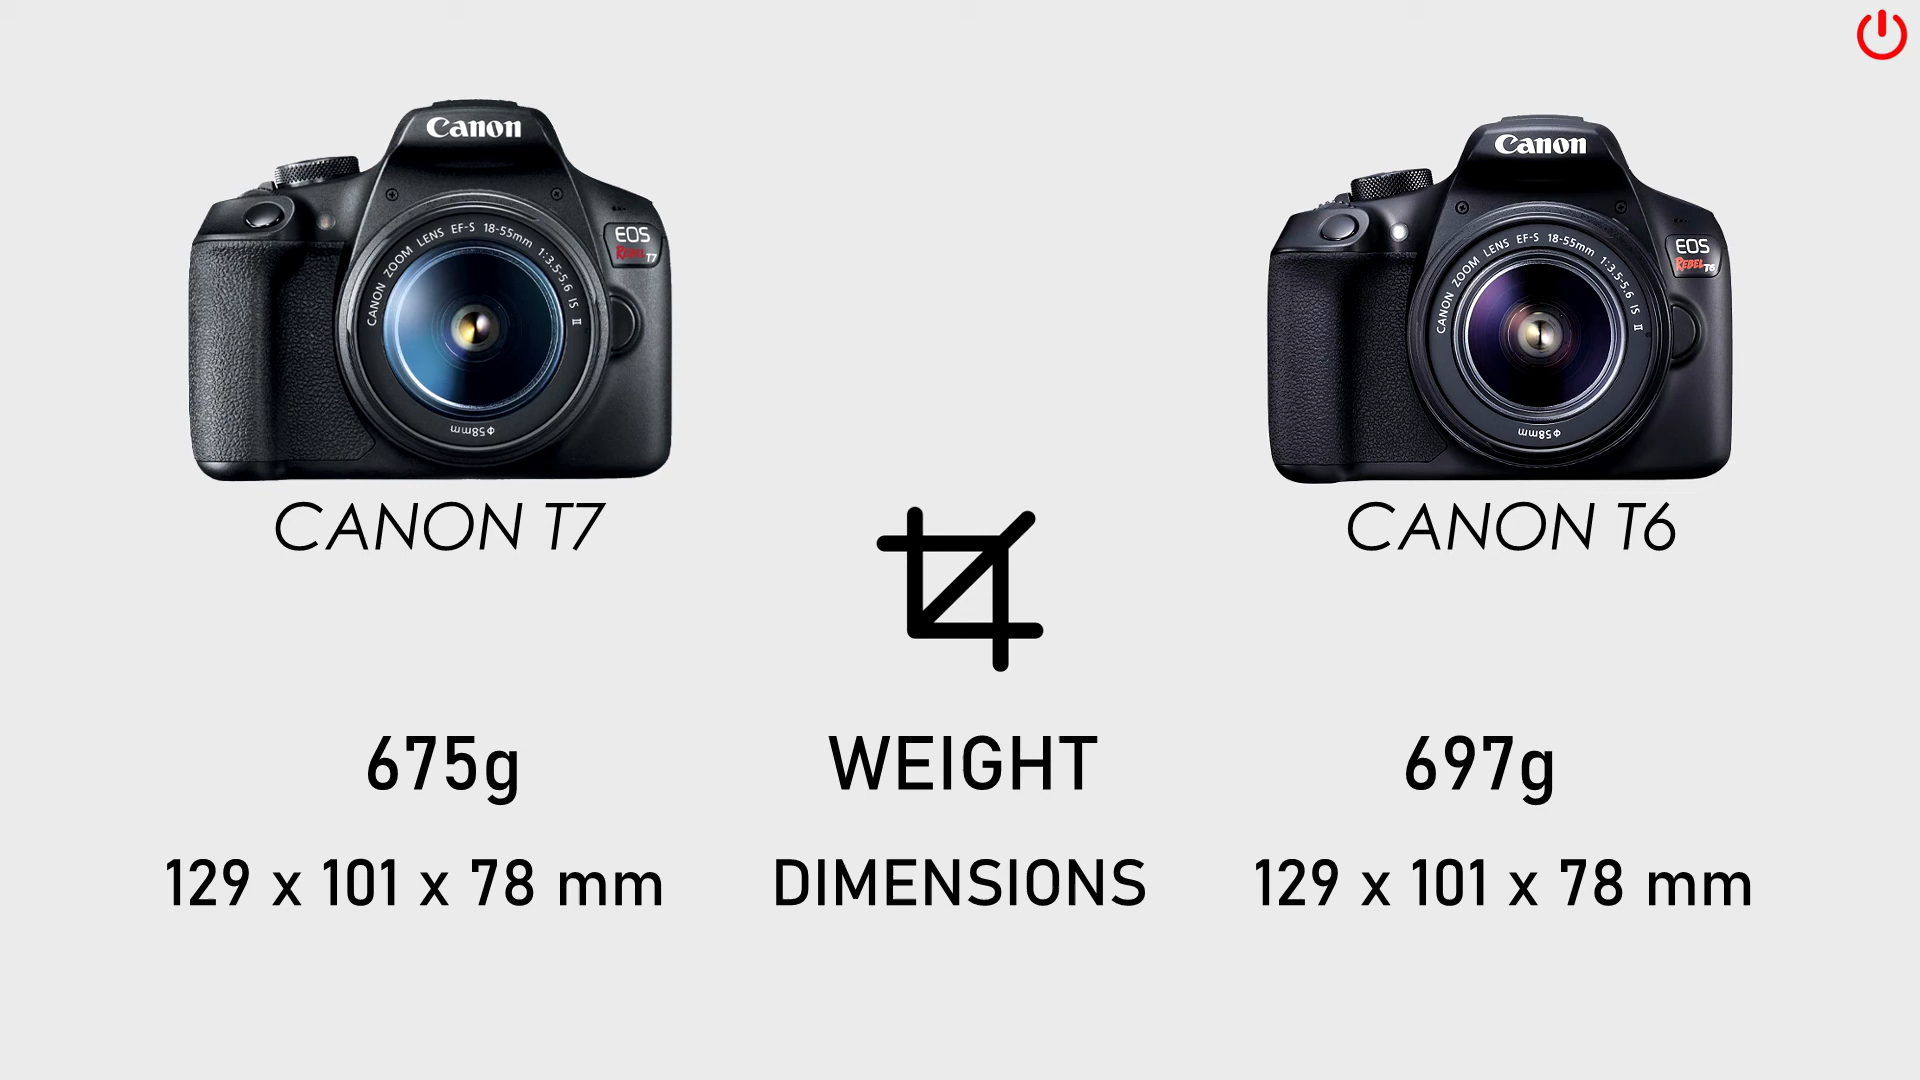 Canon
EOS
REBEL T7
CANON ZOOM LENS EF-S 18-55mm 1:3.5-5.6 IS II
Φ58mm
CANON T7
Canon
EOS
REBEL T6
CANON ZOOM LENS EF-S 18-55mm 1:3.5-5.6 IS II
Φ58mm
CANON T6
675g WEIGHT 697g
129 x 101 x 78 mm DIMENSIONS 129 x 101 x 78 mm